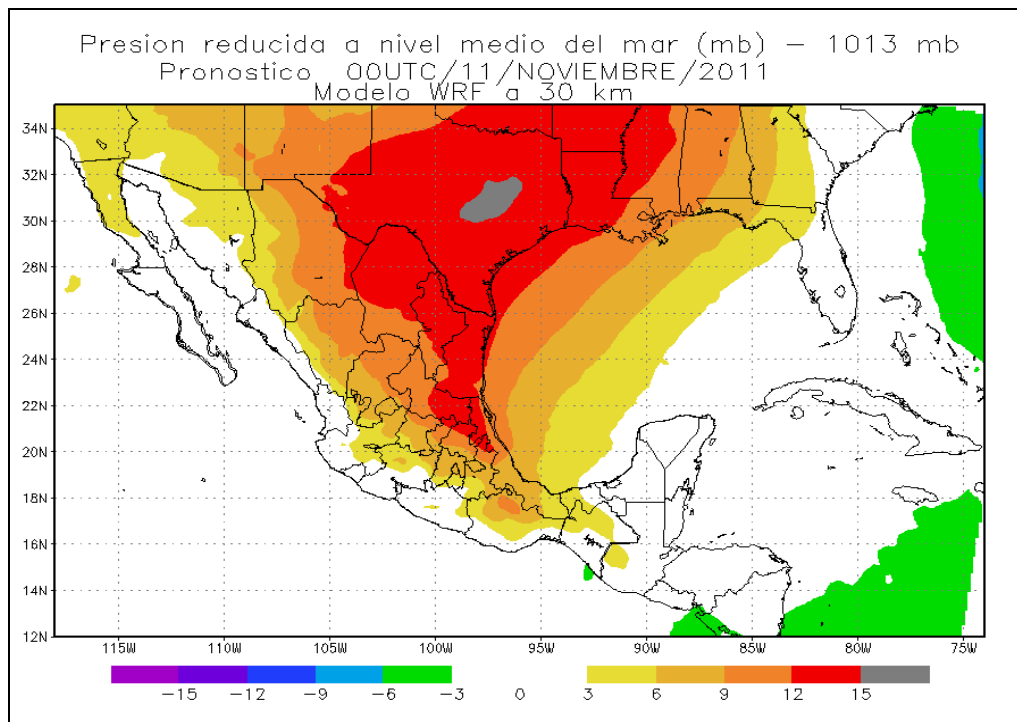 Presion reducida a nivel medio del mar (mb) − 1013 mb
Pronostico 00UTC/11/NOVIEMBRE/2011
Modelo WRF a 30 km
34N
32N
30N
28N
26N
24N
22N
20N
18N
16N
14N
12N
115W 110W 105W 100W 95W 90W 85W 80W 75W
−15 −12 −9 −6 −3 0 3 6 9 12 15